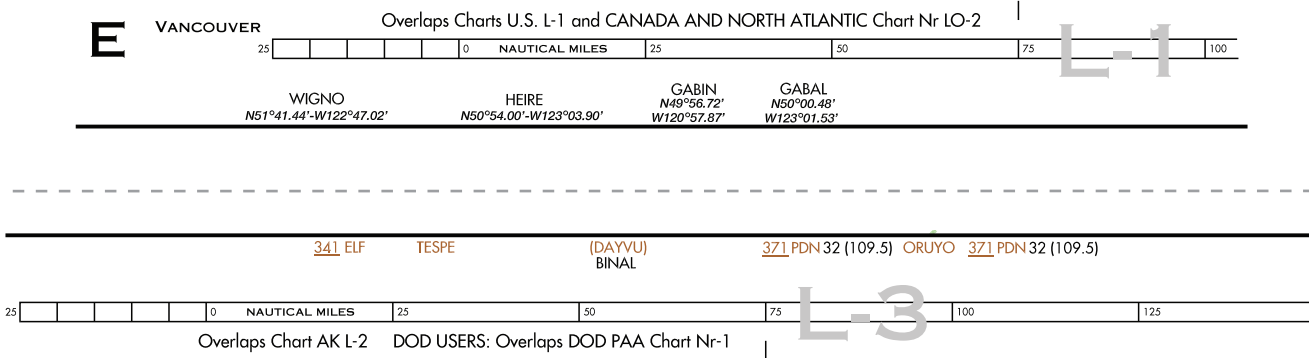 Overlaps Charts U.S. L-1 and CANADA AND NORTH ATLANTIC Chart Nr LO-2
E VANCOUVER
25 0 NAUTICAL MILES 25 50 75 L-1 100
WIGNO HEIRE GABIN GABAL
N51°41.44'-W122°47.02' N50°54.00'-W123°03.90' N49°56.72' N50°00.48'
W120°57.87' W123°01.53'
341 ELF TESPE (DAYVU) 371 PDN 32 (109.5) ORUYO 371 PDN 32 (109.5)
BINAL
25 0 NAUTICAL MILES 25 50 75 L-3 100 125
Overlaps Chart AK L-2 DOD USERS: Overlaps DOD PAA Chart Nr-1